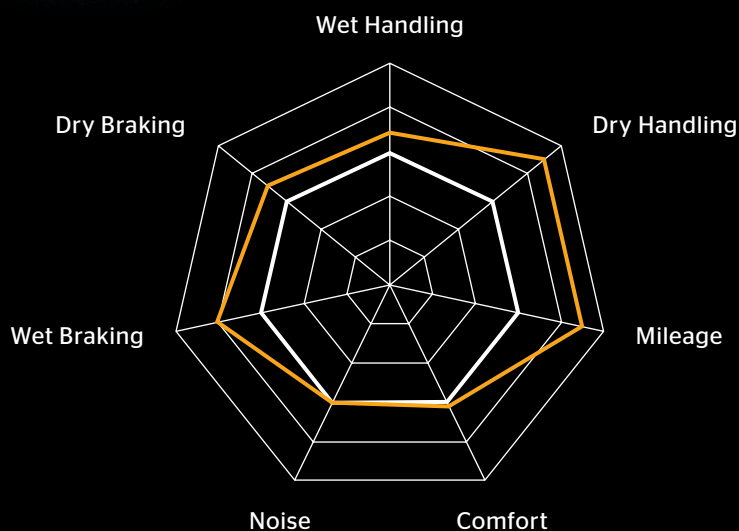 Wet Handling
Dry Braking
Dry Handling
Wet Braking
Mileage
Noise
Comfort